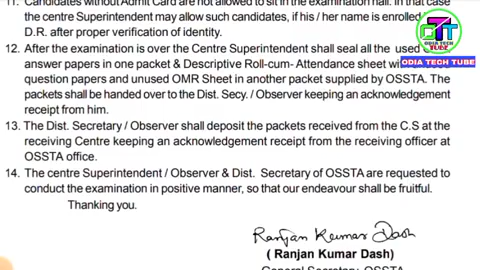 11. Candidates without Admit Card are not allowed to sit in the examination hall. In that case
the centre Superintendent may allow such candidates, if his / her name is enrolled
D.R. after proper verification of identity.
12. After the examination is over the Centre Superintendent shall seal all the used
answer papers in one packet & Descriptive Roll-cum- Attendance sheet
question papers and unused OMR Sheet in another packet supplied by OSSTA. The
packets shall be handed over to the Dist. Secy. / Observer keeping an acknowledgement
receipt from him.
13. The Dist. Secretary / Observer shall deposit the packets received from the C.S at the
receiving Centre keeping an acknowledgement receipt from the receiving officer at
OSSTA office.
14. The centre Superintendent / Observer & Dist. Secretary of OSSTA are requested to
conduct the examination in positive manner, so that our endeavour shall be fruitful.
Thanking you.
Ranjan Kumar Dash
( Ranjan Kumar Dash)
General Secretary, OSSTA
OTT
ODIA TECH TUBE
ODIA TECH TUBE